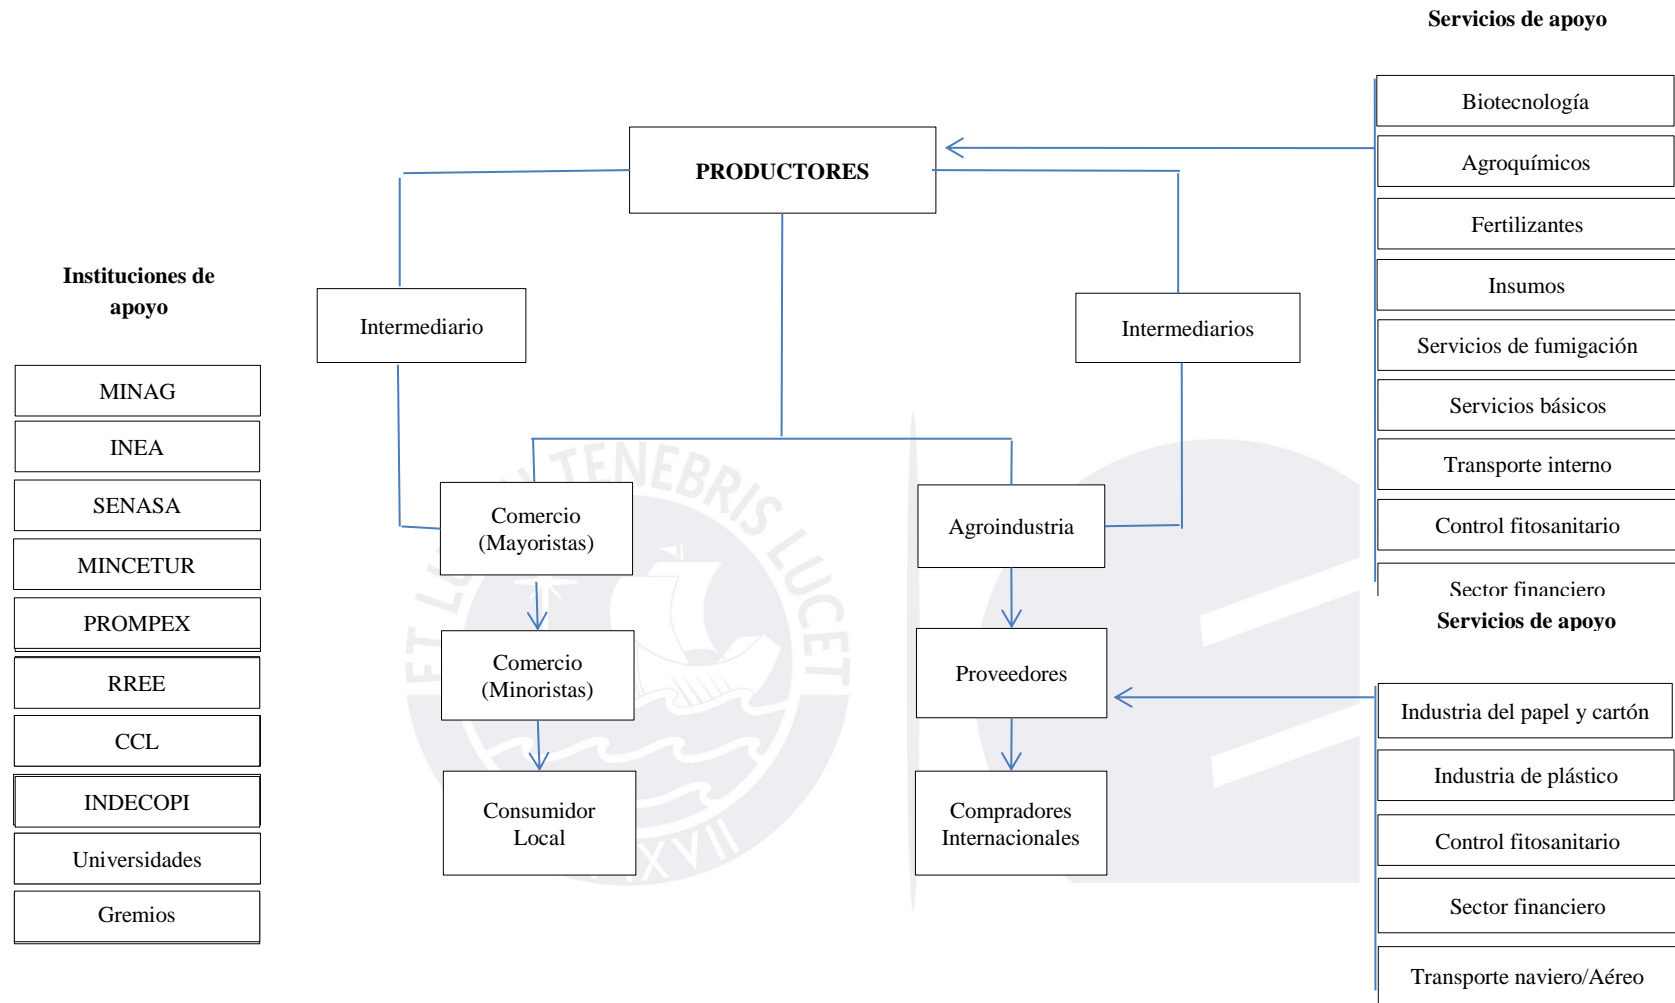 Servicios de apoyo
Biotecnología
Agroquímicos
Fertilizantes
Insumos
Servicios de fumigación
Servicios básicos
Transporte interno
Control fitosanitario
Sector financiero
PRODUCTORES
Intermediario
Intermediarios
Instituciones de
apoyo
MINAG
INEA
SENASA
MINCETUR
PROMPEX
RREE
CCL
INDECOPI
Universidades
Gremios
Comercio
(Mayoristas)
Agroindustria
Comercio
(Minoristas)
Proveedores
Consumidor
Local
Compradores
Internacionales
Servicios de apoyo
Industria del papel y cartón
Industria de plástico
Control fitosanitario
Sector financiero
Transporte naviero/Aéreo
TENEBRIS LUCET
ET